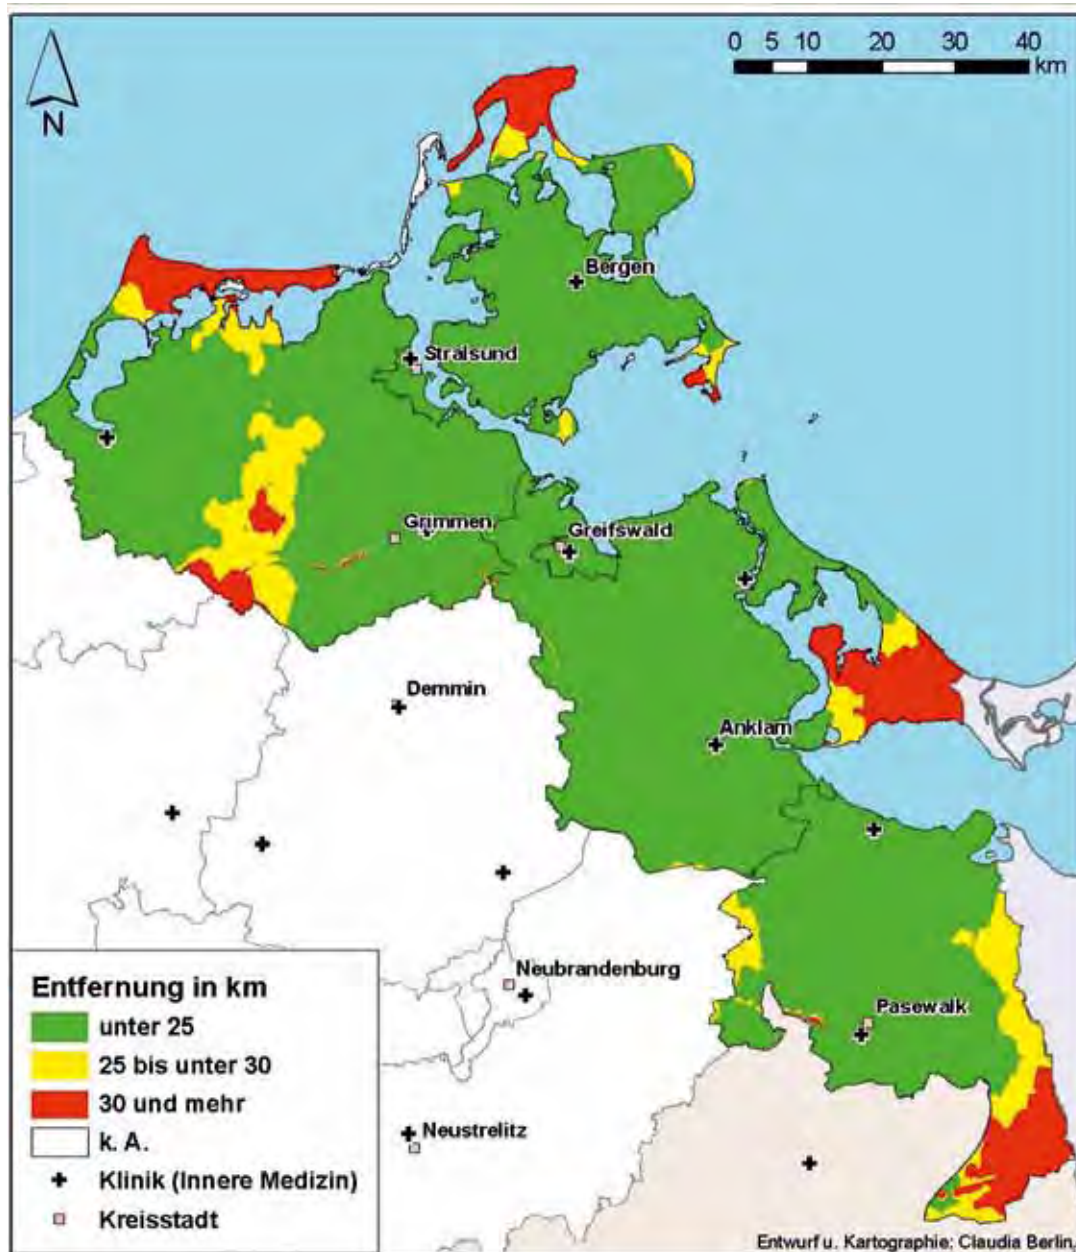 0 5 10 20 30 40
km
N
Bergen
Stralsund
Grimmen
Greifswald
Demmin
Anklam
Neubrandenburg
Pasewalk
Neustrelitz
Entfernung in km
unter 25
25 bis unter 30
30 und mehr
k. A.
Klinik (Innere Medizin)
Kreisstadt
Entwurf u. Kartographie: Claudia Berlin.